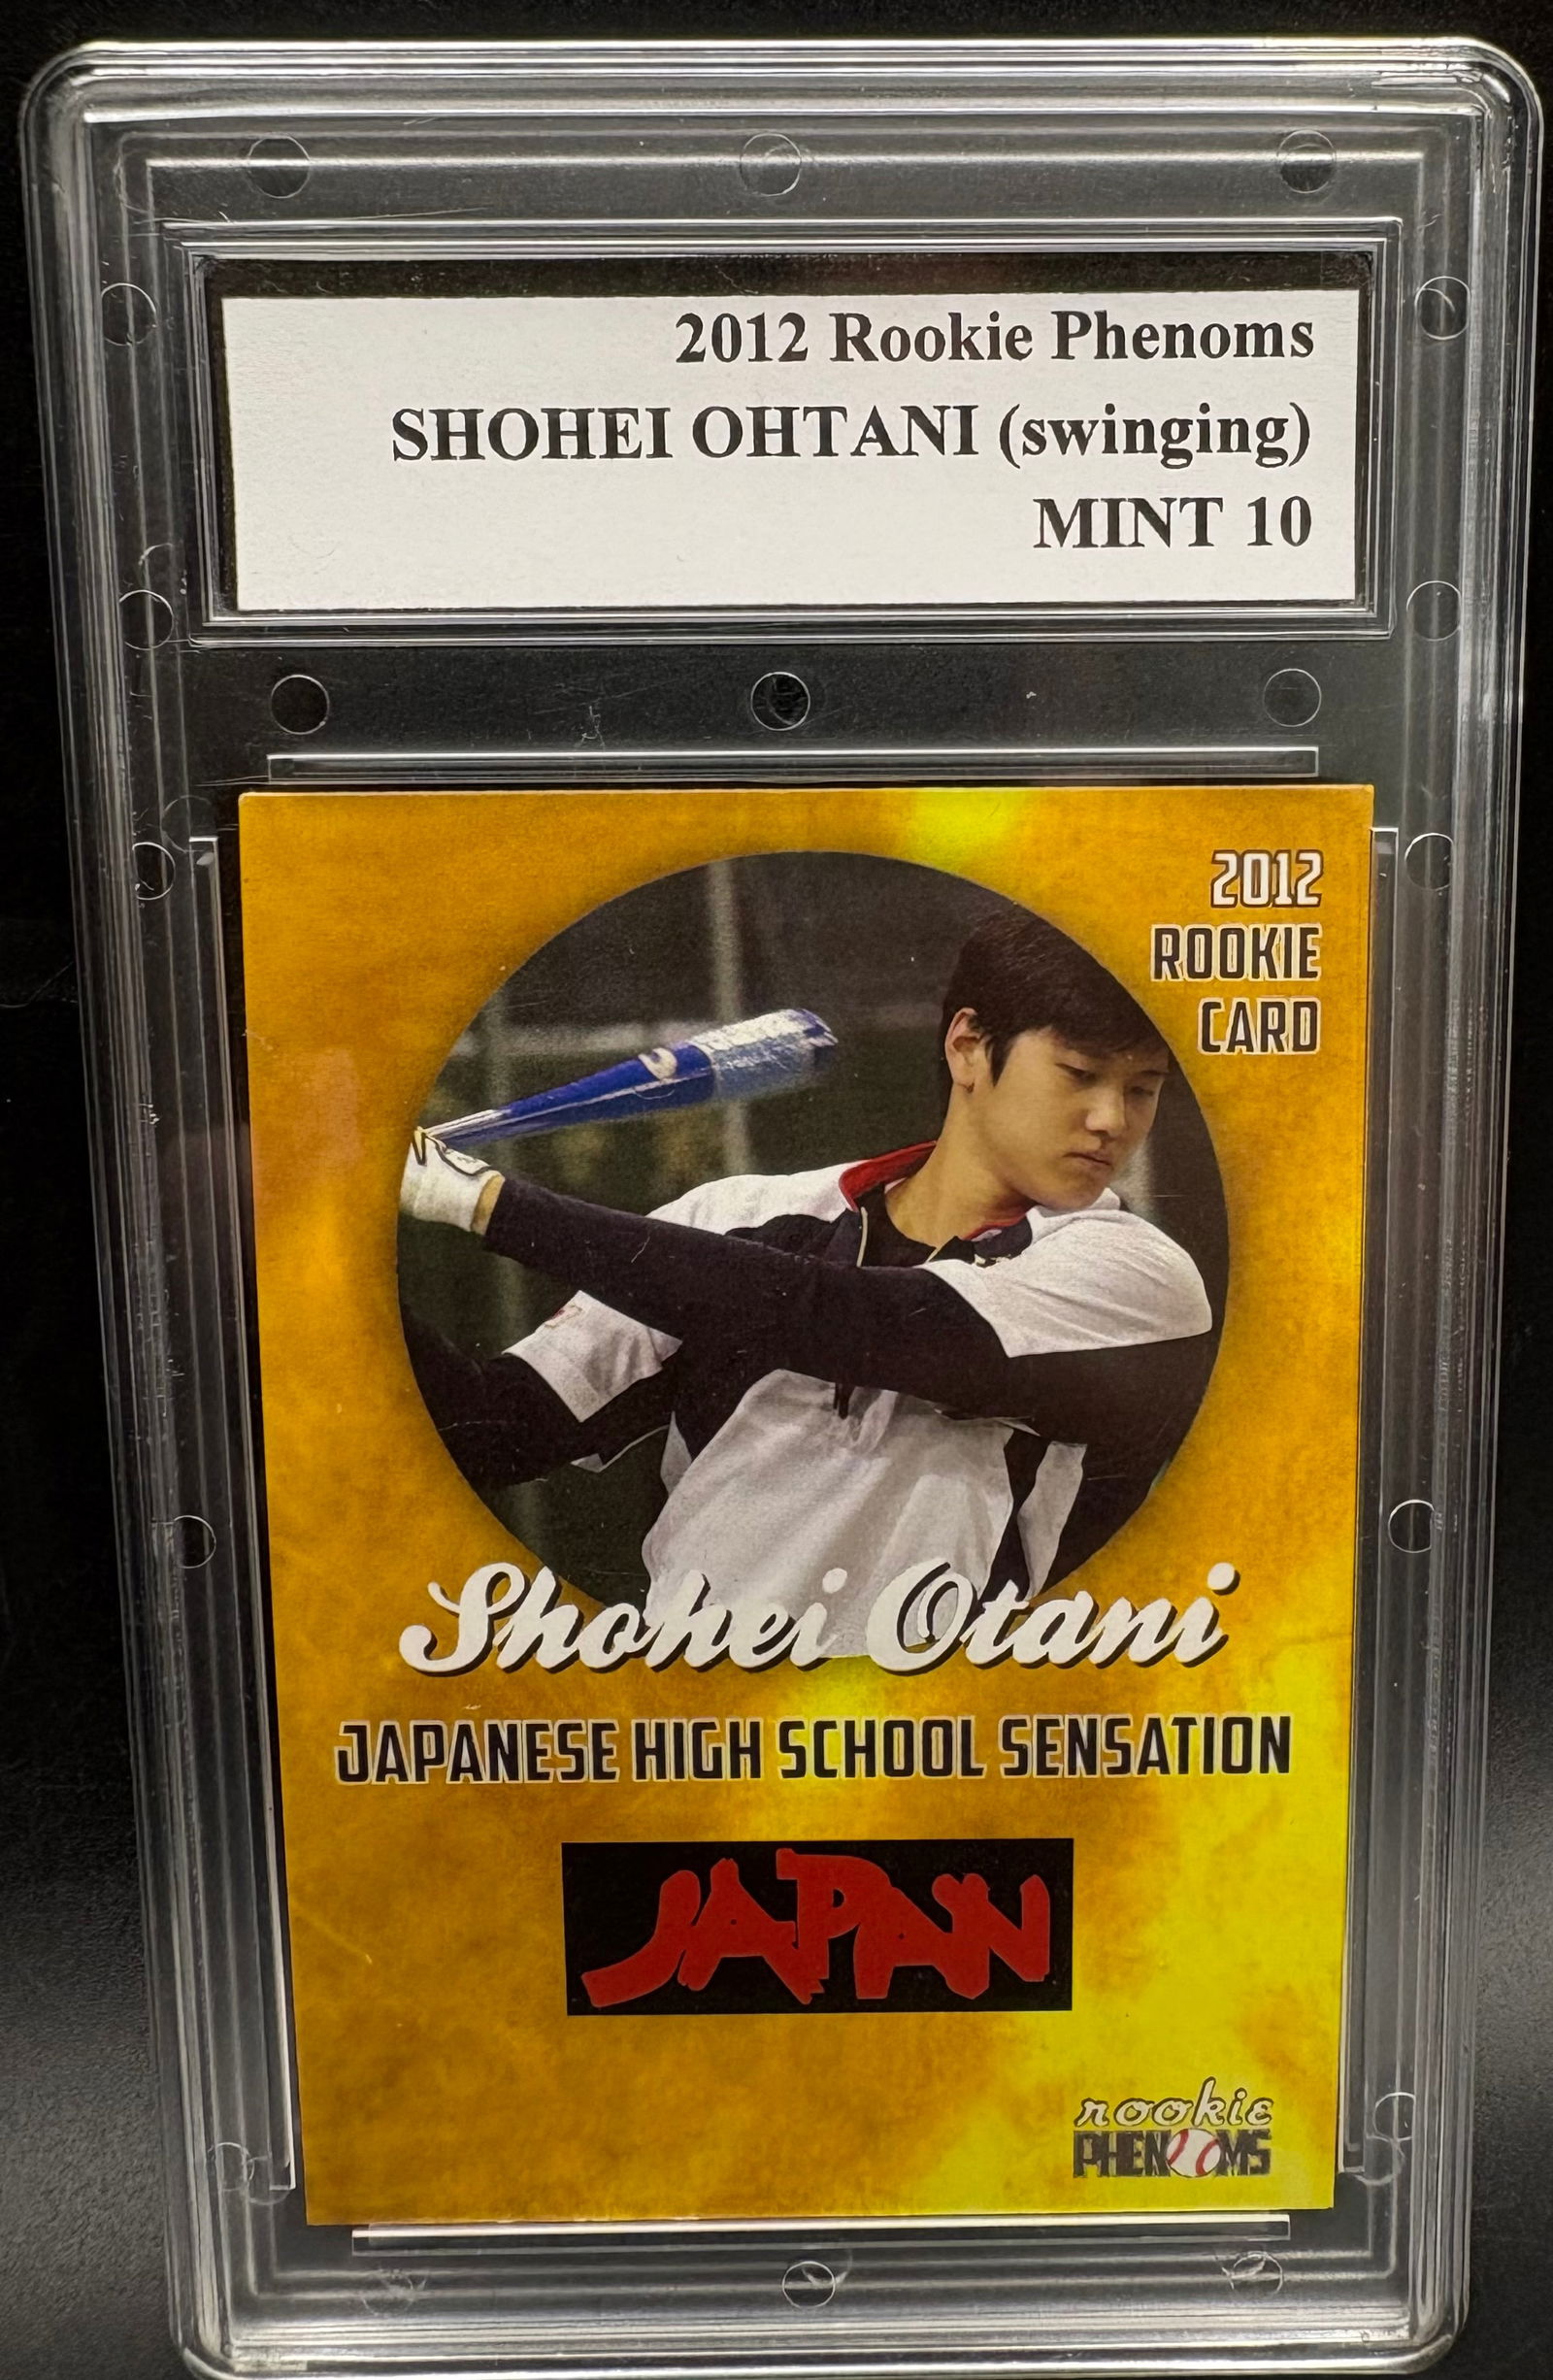 2012 Rookie Phenoms
SHOHEI OHTANI (swinging)
MINT 10
2012
ROOKIE
CARD
Shohei Otani
JAPANESE HIGH SCHOOL SENSATION
JAPAN
rookie
PHENOMS